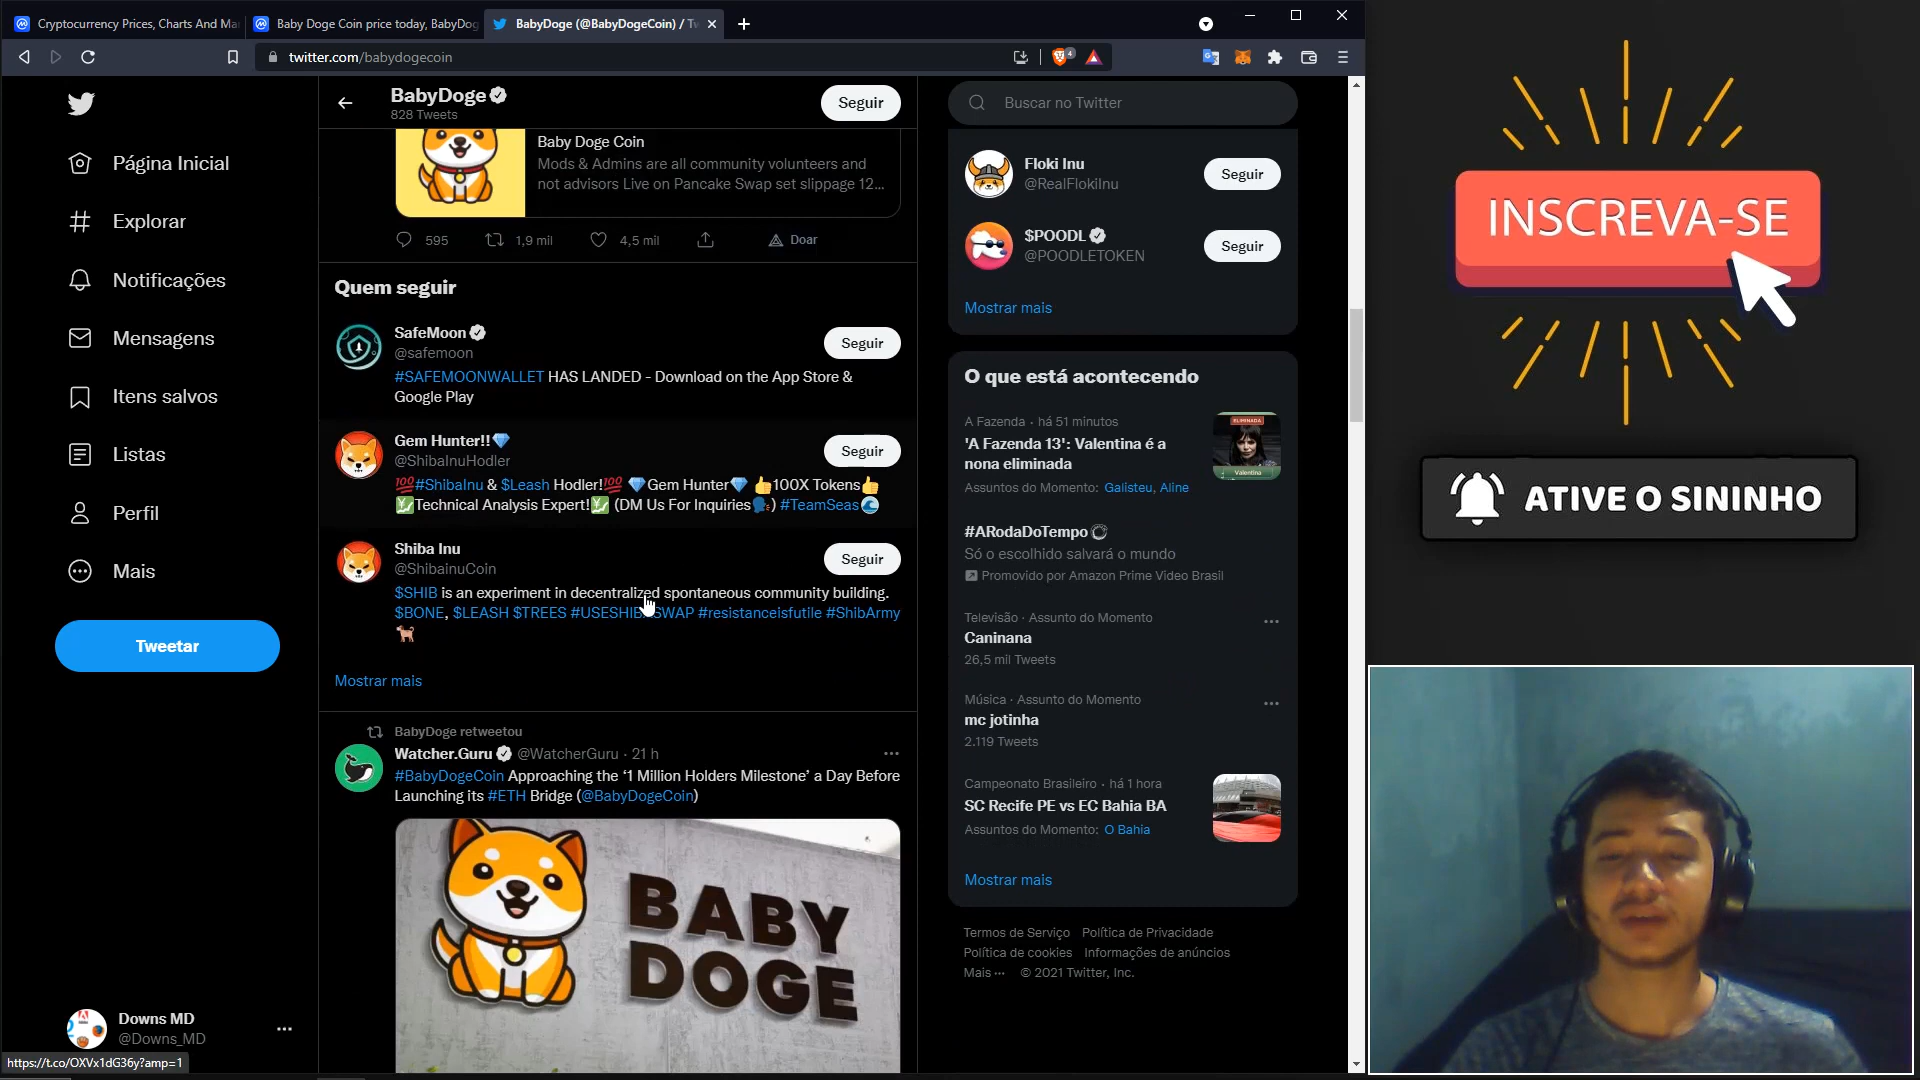 Cryptocurrency Prices, Charts And Ma
Baby Doge Coin price today, BabyDog
BabyDoge (@BabyDogeCoin) / Tw
twitter.com/babydogecoin
4
BabyDoge
828 Tweets
Seguir
Buscar no Twitter
Página Inicial
Explorar
Notificações
Mensagens
Itens salvos
Listas
Perfil
Mais
Tweetar
Downs MD
@Downs_MD
https://t.co/OXVx1dG36y?amp=1
Baby Doge Coin
Mods & Admins are all community volunteers and
not advisors Live on Pancake Swap set slippage 12...
595
1,9 mil
4,5 mil
Doar
Quem seguir
SafeMoon
@safemoon
Seguir
#SAFEMOONWALLET HAS LANDED - Download on the App Store &
Google Play
Gem Hunter!!💎
@ShibaInuHodler
Seguir
💯#ShibaInu & $Leash Hodler!💯 💎Gem Hunter💎 👍100X Tokens👍
💹Technical Analysis Expert!💹 (DM Us For Inquiries🗣) #TeamSeas🌊
Shiba Inu
@ShibainuCoin
Seguir
$SHIB is an experiment in decentralized spontaneous community building.
$BONE, $LEASH $TREES #USESHIB SWAP #resistanceisfutile #ShibArmy
🐕
Mostrar mais
BabyDoge retweetou
Watcher.Guru @WatcherGuru · 21 h
#BabyDogeCoin Approaching the ‘1 Million Holders Milestone’ a Day Before
Launching its #ETH Bridge (@BabyDogeCoin)
BABY
DOGE
Floki Inu
@RealFlokiInu
Seguir
$POODL
@POODLETOKEN
Seguir
Mostrar mais
O que está acontecendo
A Fazenda · há 51 minutos
'A Fazenda 13': Valentina é a
nona eliminada
Assuntos do Momento: Galisteu, Aline
ELIMINADA
Valentina
#ARodaDoTempo
Só o escolhido salvará o mundo
Promovido por Amazon Prime Video Brasil
Televisão · Assunto do Momento
Caninana
26,5 mil Tweets
Música · Assunto do Momento
mc jotinha
2.119 Tweets
Campeonato Brasileiro · há 1 hora
SC Recife PE vs EC Bahia BA
Assuntos do Momento: O Bahia
Mostrar mais
Termos de Serviço Política de Privacidade
Política de cookies Informações de anúncios
Mais ··· © 2021 Twitter, Inc.
INSCREVA-SE
ATIVE O SININHO